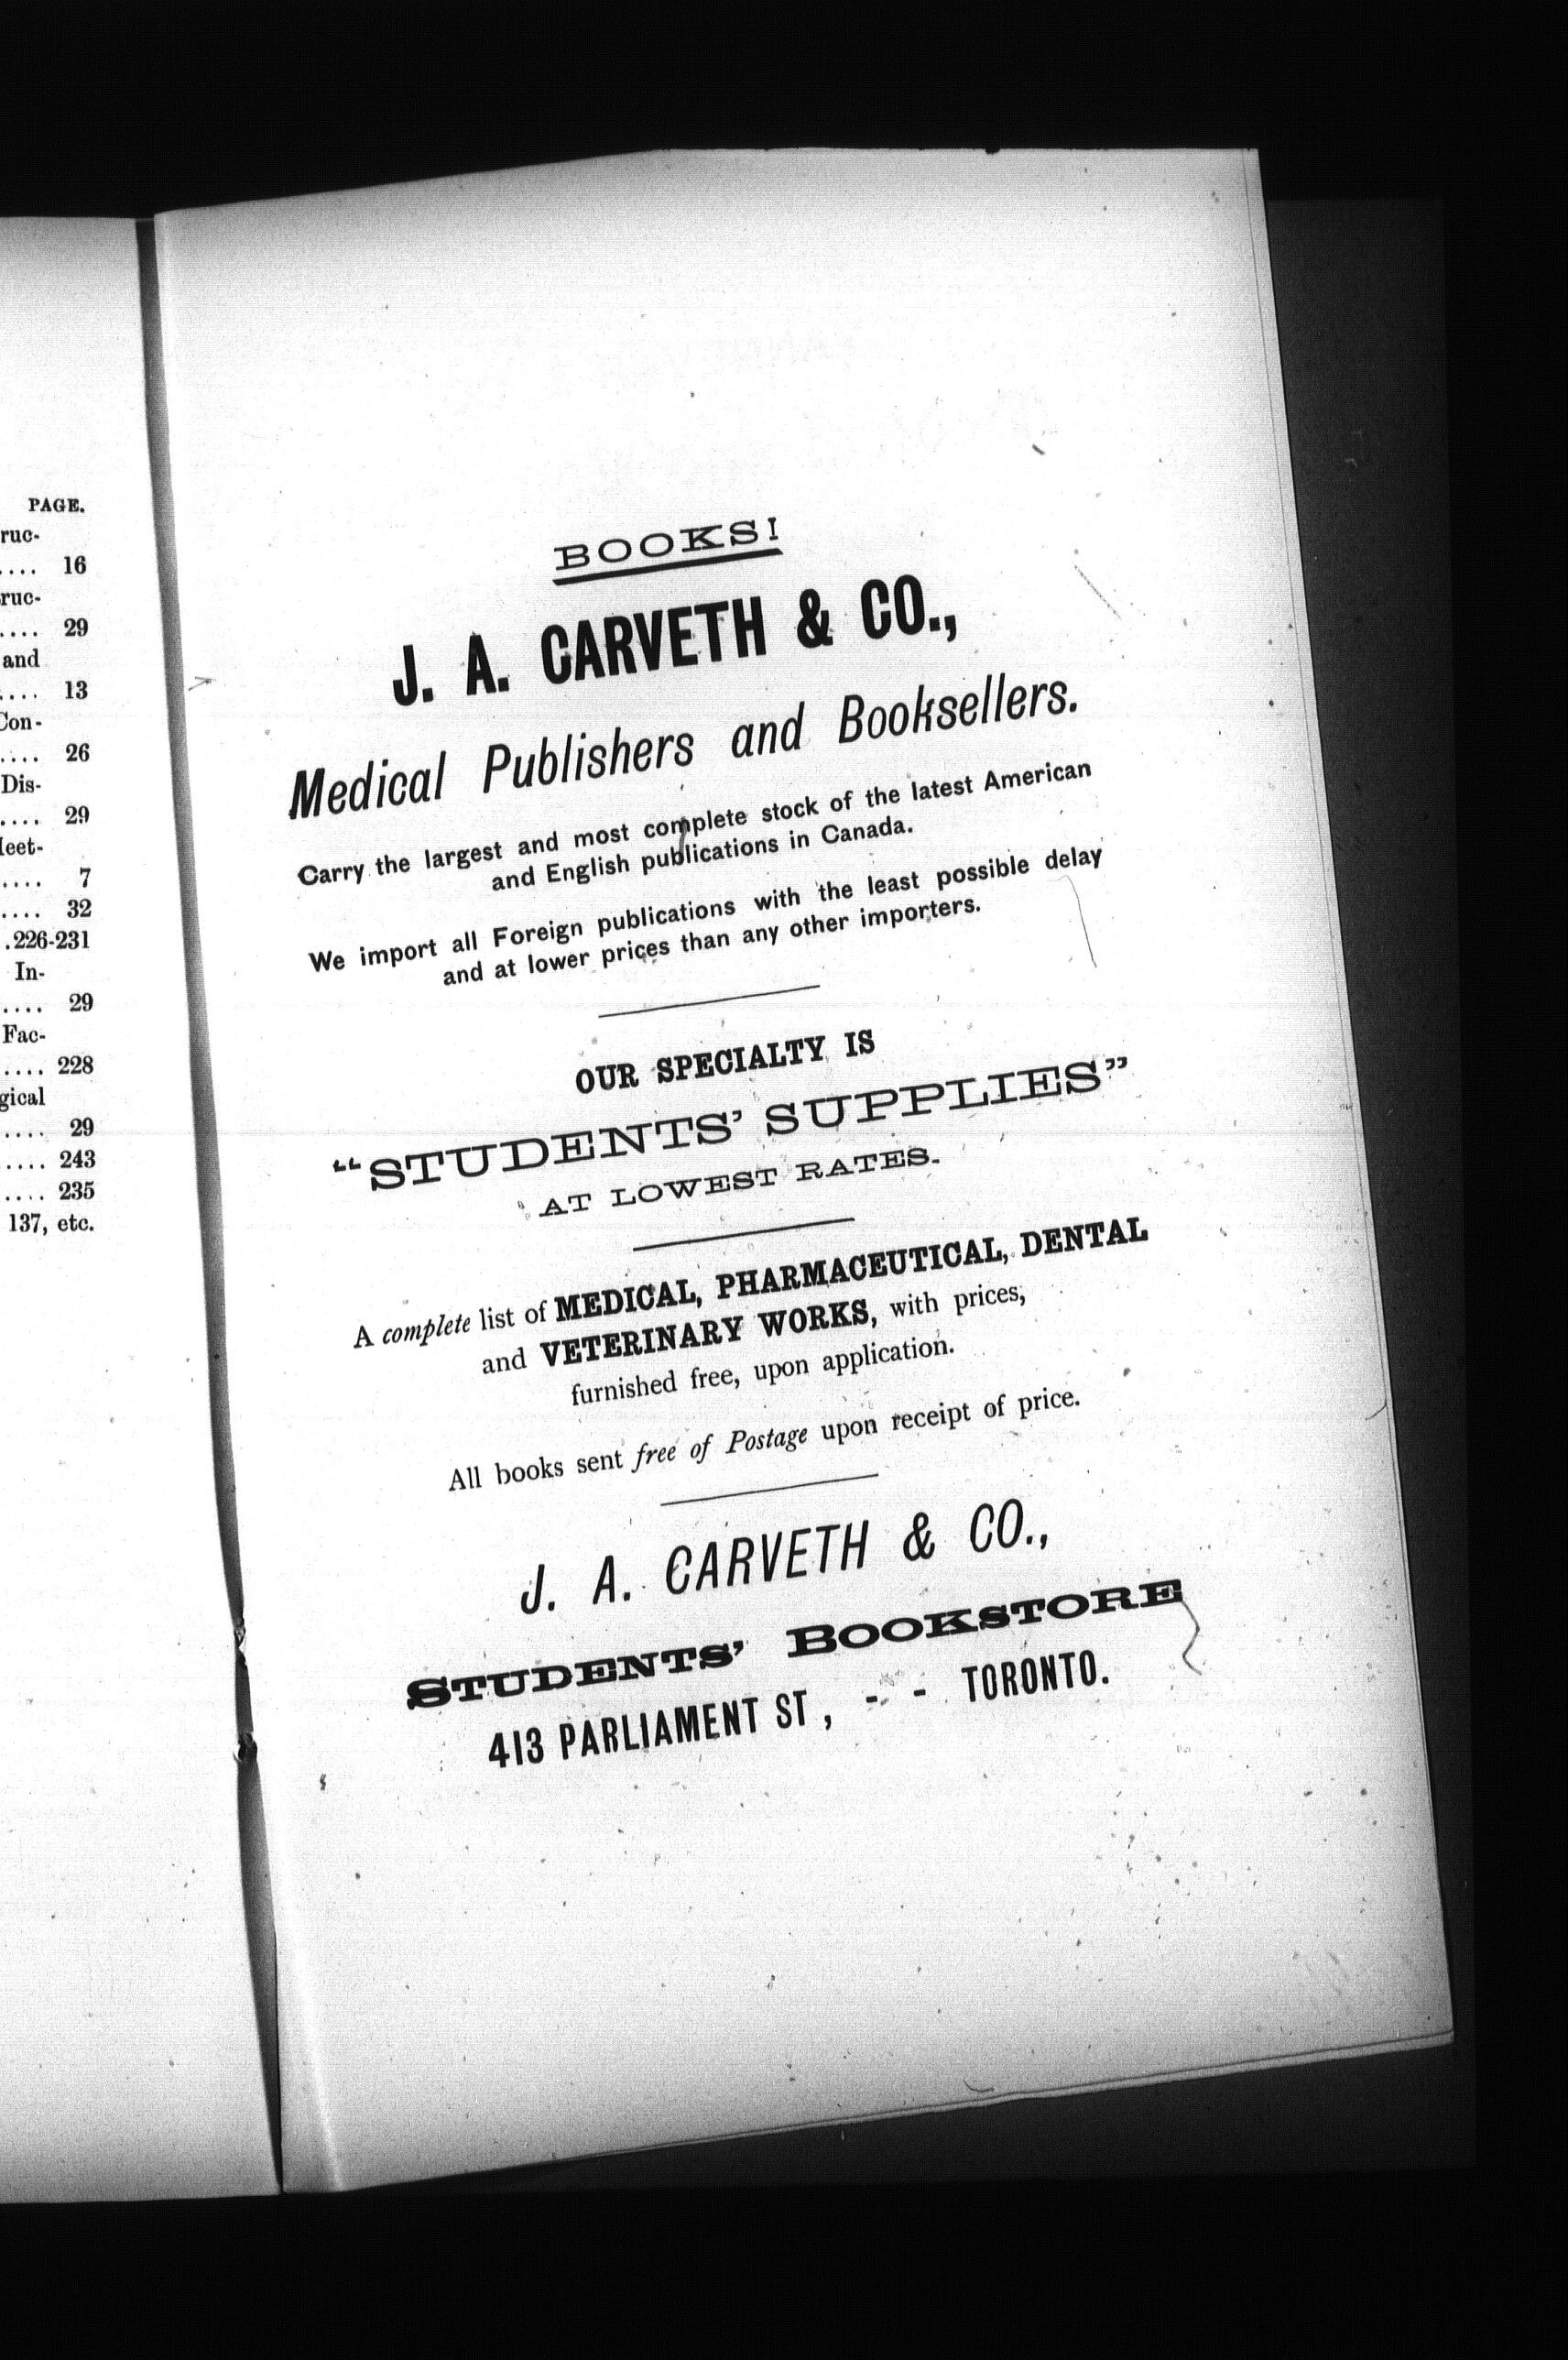 PAGE.
ruc-
.... 16
ruc-
.... 29
and
.... 13
Con-
.... 26
Dis-
.... 29
eet-
.... 7
.... 32
.226-231
In-
.... 29
Fac-
.... 228
gical
.... 29
..... 243
.... 235
137, etc.
BOOKS!
J. A. CARVETH & CO.,
Medical Publishers and Booksellers.
Carry the largest and most complete stock of the latest American
and English publications in Canada.
We import all Foreign publications with the least possible delay
and at lower prices than any other importers.
OUR SPECIALTY IS
“STUDENTS’ SUPPLIES”
AT LOWEST RATES.
A complete list of MEDICAL, PHARMACEUTICAL, DENTAL
and VETERINARY WORKS, with prices,
furnished free, upon application.
All books sent free of Postage upon receipt of price.
J. A. CARVETH & CO.,
STUDENTS’ BOOKSTORE
413 PARLIAMENT ST , - - TORONTO.